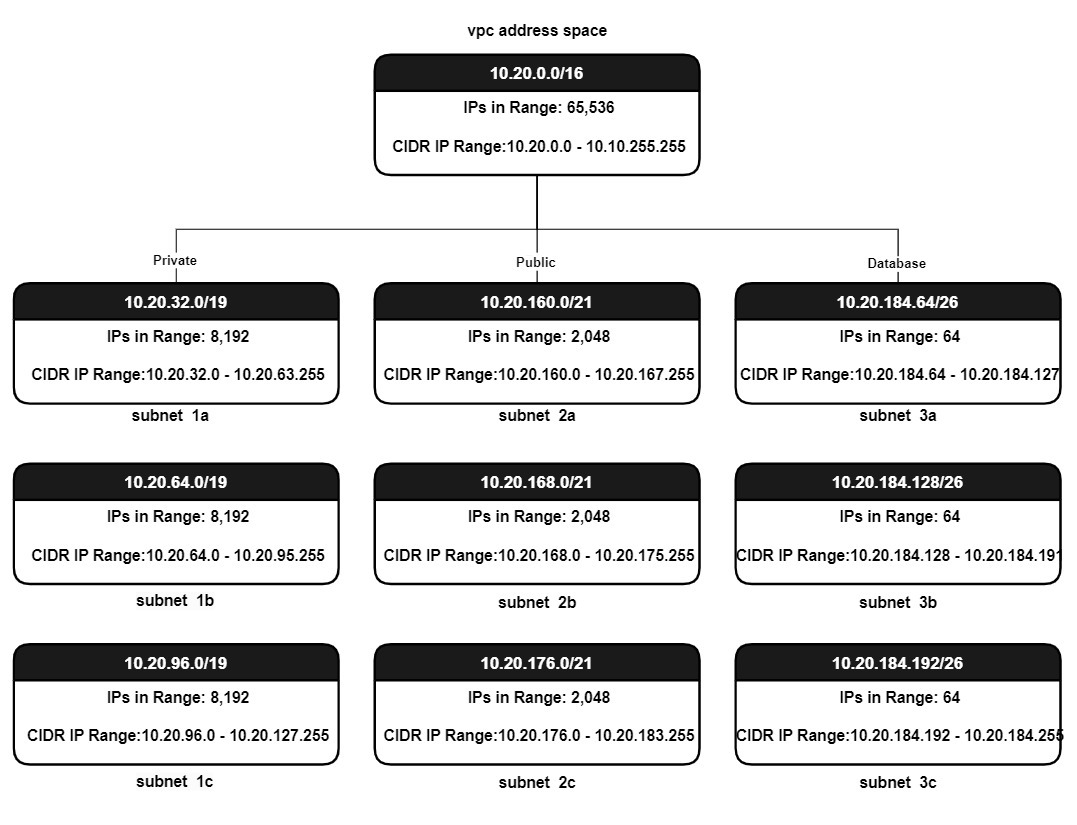 vpc address space
10.20.0.0/16
IPs in Range: 65,536
CIDR IP Range:10.20.0.0 - 10.10.255.255
Private
Public
Database
10.20.32.0/19
IPs in Range: 8,192
CIDR IP Range:10.20.32.0 - 10.20.63.255
subnet 1a
10.20.160.0/21
IPs in Range: 2,048
CIDR IP Range:10.20.160.0 - 10.20.167.255
subnet 2a
10.20.184.64/26
IPs in Range: 64
CIDR IP Range:10.20.184.64 - 10.20.184.127
subnet 3a
10.20.64.0/19
IPs in Range: 8,192
CIDR IP Range:10.20.64.0 - 10.20.95.255
subnet 1b
10.20.168.0/21
IPs in Range: 2,048
CIDR IP Range:10.20.168.0 - 10.20.175.255
subnet 2b
10.20.184.128/26
IPs in Range: 64
CIDR IP Range:10.20.184.128 - 10.20.184.191
subnet 3b
10.20.96.0/19
IPs in Range: 8,192
CIDR IP Range:10.20.96.0 - 10.20.127.255
subnet 1c
10.20.176.0/21
IPs in Range: 2,048
CIDR IP Range:10.20.176.0 - 10.20.183.255
subnet 2c
10.20.184.192/26
IPs in Range: 64
CIDR IP Range:10.20.184.192 - 10.20.184.255
subnet 3c